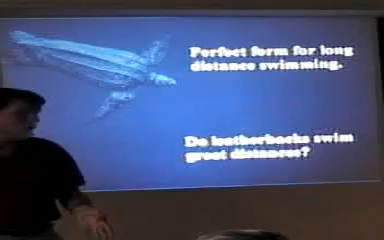 Perfect form for long
distance swimming.
Do leatherbacks swim
great distances?